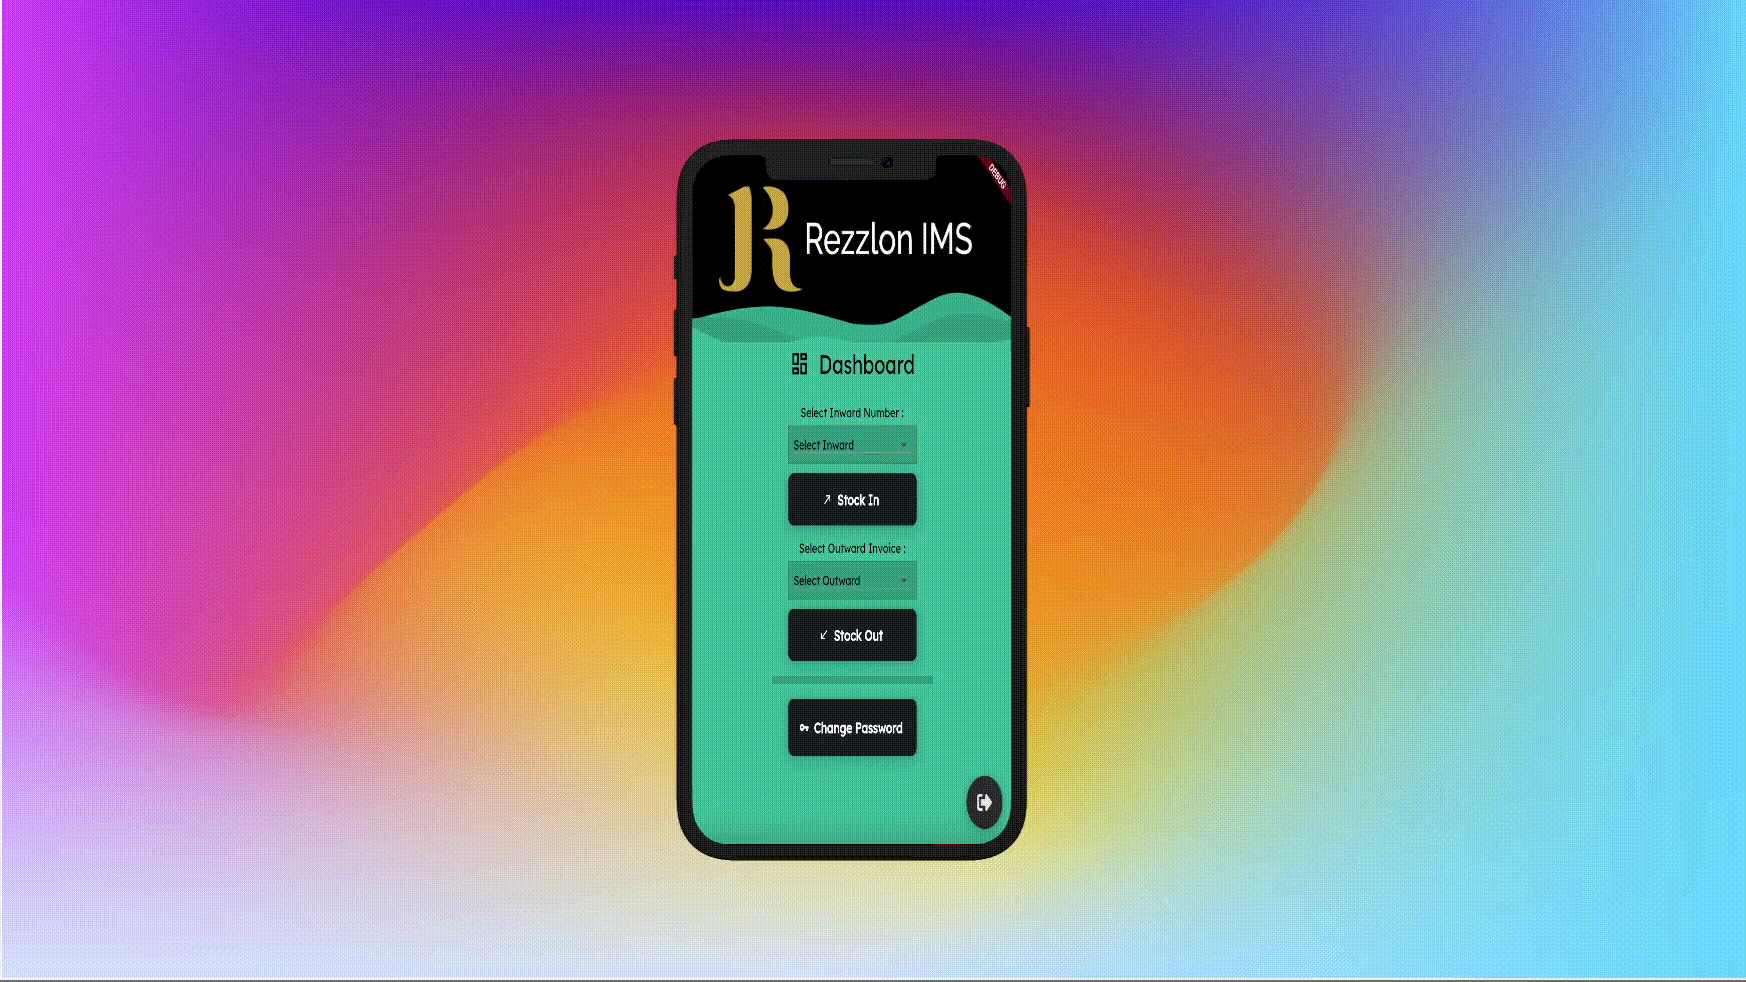 DEBUG
R Rezzlon IMS
Dashboard
Select Inward Number :
Select Inward
Stock In
Select Outward Invoice :
Select Outward
Stock Out
Change Password